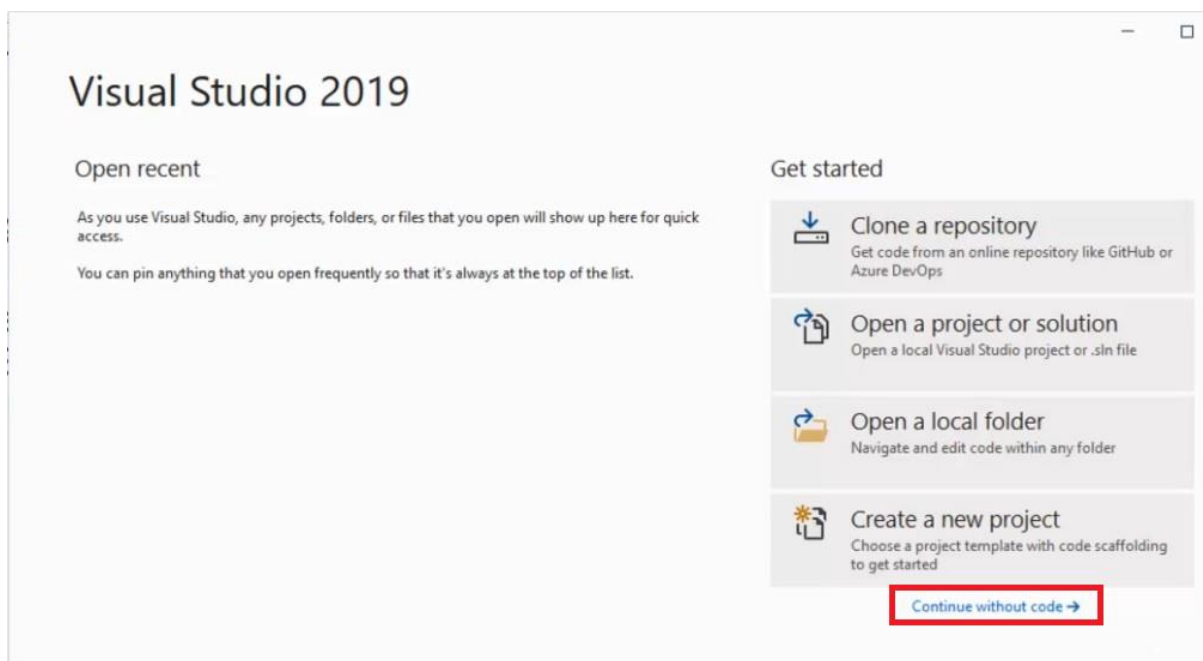 Visual Studio 2019
Open recent
As you use Visual Studio, any projects, folders, or files that you open will show up here for quick
access.
You can pin anything that you open frequently so that it's always at the top of the list.
Get started
Clone a repository
Get code from an online repository like GitHub or
Azure DevOps
Open a project or solution
Open a local Visual Studio project or .sln file
Open a local folder
Navigate and edit code within any folder
Create a new project
Choose a project template with code scaffolding
to get started
Continue without code →